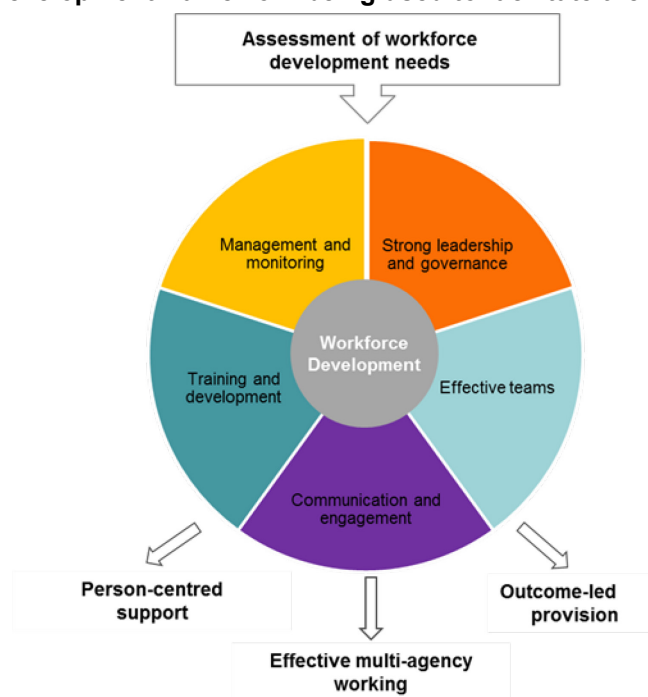 Assessment of workforce
development needs
Management and
monitoring
Strong leadership
and governance
Workforce
Development
Training and
development
Effective teams
Communication and
engagement
Person-centred
support
Outcome-led
provision
Effective multi-agency
working